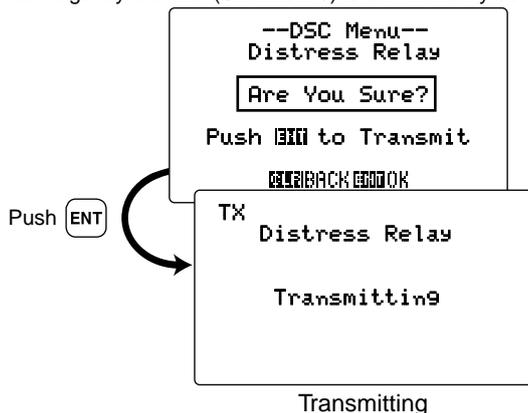 --DSC Menu--
Distress Relay
Are You Sure?
Push ENT to Transmit
CLR BACK ENT OK
Push ENT
TX
Distress Relay
Transmitting
Transmitting